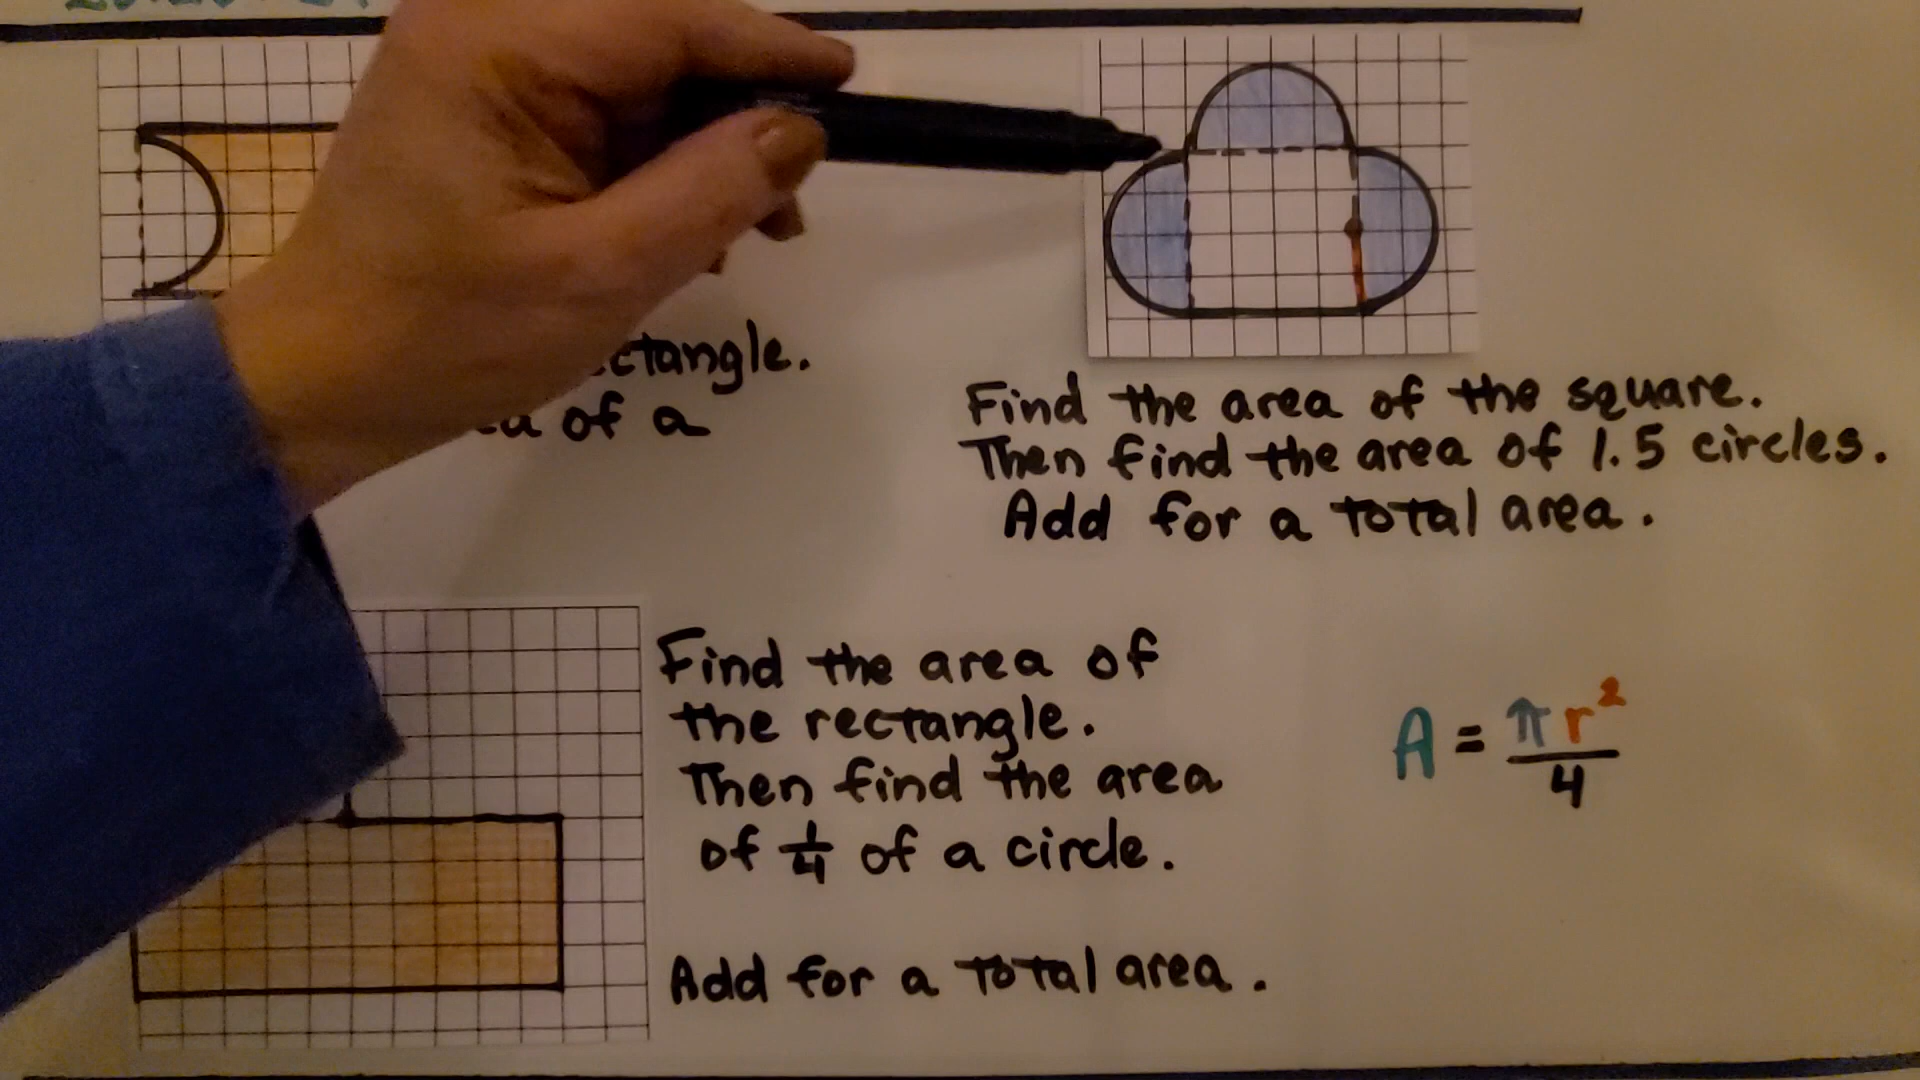 ctangle.
of a
Find the area of the square.
Then find the area of 1.5 circles.
Add for a total area.
Find the area of
the rectangle.
Then find the area
of 1/4 of a circle.
Add for a total area.
A = πr²/4